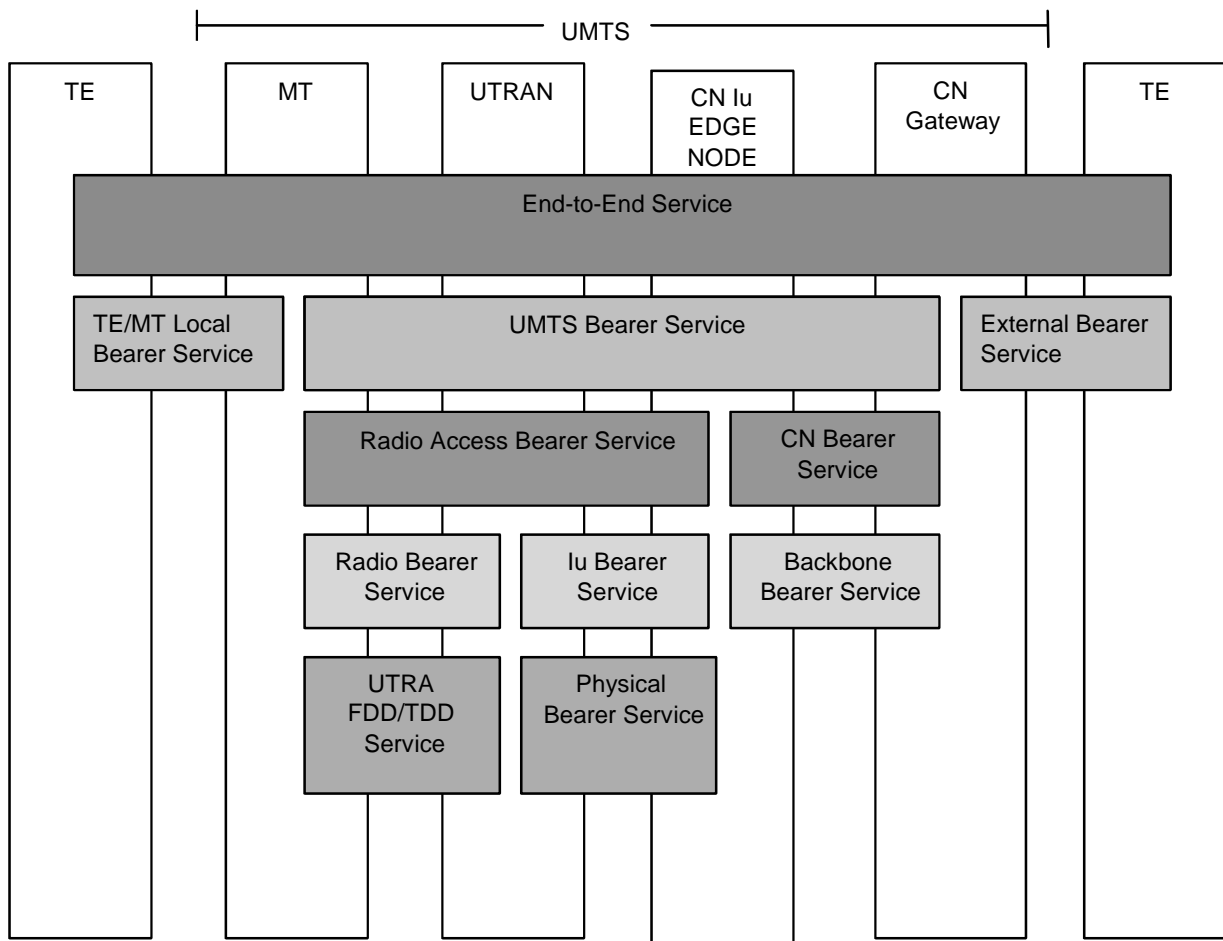 UMTS
TE
MT
UTRAN
CN Iu
EDGE
NODE
CN
Gateway
TE
End-to-End Service
TE/MT Local
Bearer Service
UMTS Bearer Service
External Bearer
Service
Radio Access Bearer Service
CN Bearer
Service
Radio Bearer
Service
Iu Bearer
Service
Backbone
Bearer Service
UTRA
FDD/TDD
Service
Physical
Bearer Service